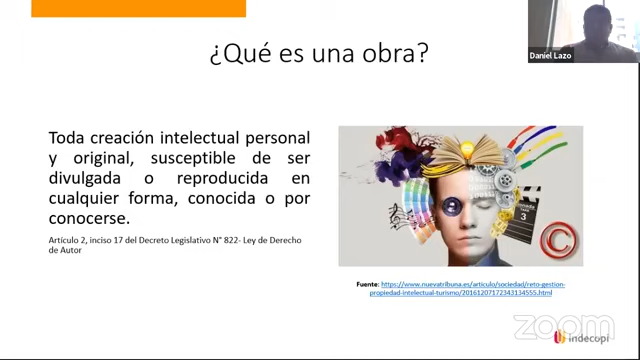 ¿Qué es una obra?
Daniel Lazo
Toda creación intelectual personal
y original, susceptible de ser
divulgada o reproducida en
cualquier forma, conocida o por
conocerse.
Artículo 2, inciso 17 del Decreto Legislativo N° 822- Ley de Derecho
de Autor
3
©
Fuente: https://www.nuevatribuna.es/articulo/sociedad/reto-gestion-
propiedad-intelectual-turismo/20161207172343134555.html
zoom
indecopi